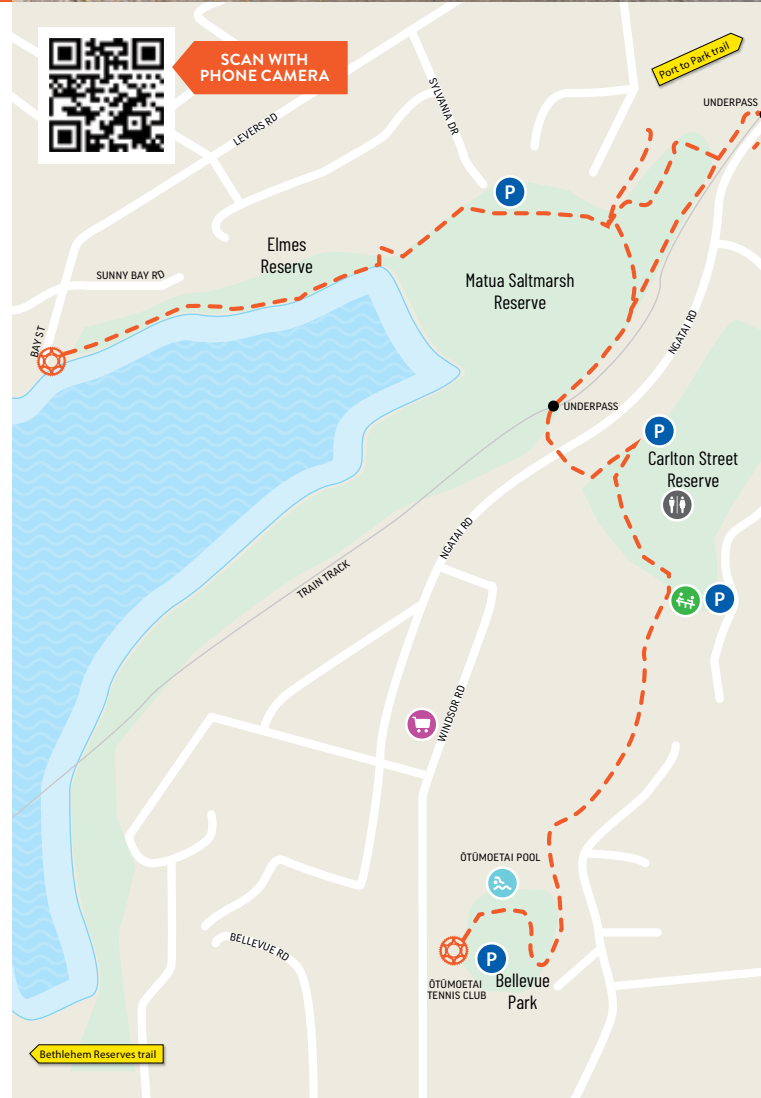 SCAN WITH
PHONE CAMERA
Port to Park trail
UNDERPASS
SYLVANIA DR
LEVERS RD
P
Elmes
Reserve
SUNNY BAY RD
Matua Saltmarsh
Reserve
BAY ST
NGATAI RD
UNDERPASS
P
Carlton Street
Reserve
NGATAI RD
TRAIN TRACK
P
WINDSOR RD
ŌTŪMOETAI POOL
BELLEVUE RD
P
ŌTŪMOETAI
TENNIS CLUB
Bellevue
Park
Bethlehem Reserves trail